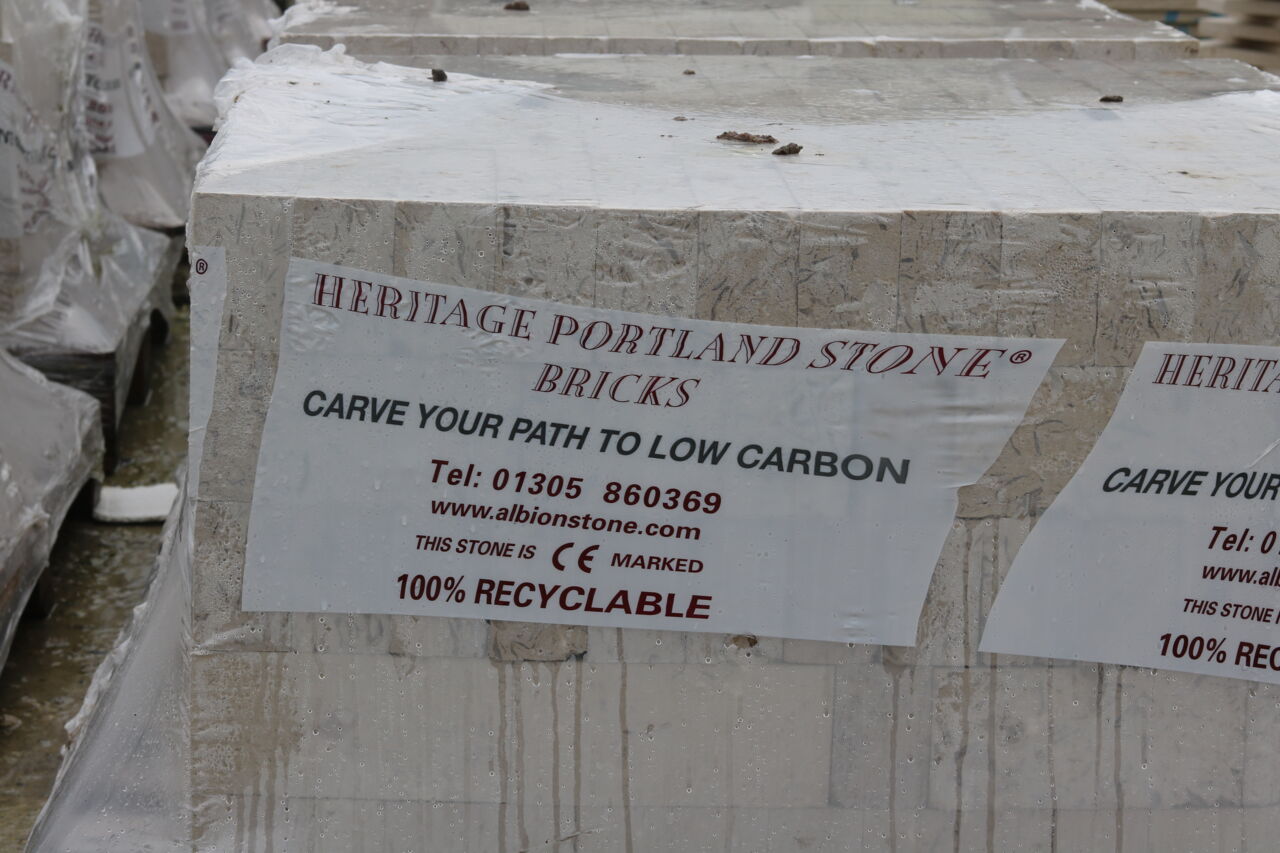 ®
HERITAGE PORTLAND STONE®
BRICKS
CARVE YOUR PATH TO LOW CARBON
Tel: 01305 860369
www.albionstone.com
THIS STONE IS CE MARKED
100% RECYCLABLE
HERITA
CARVE YOUR
Tel: 0
www.alb
THIS STONE I
100% REC